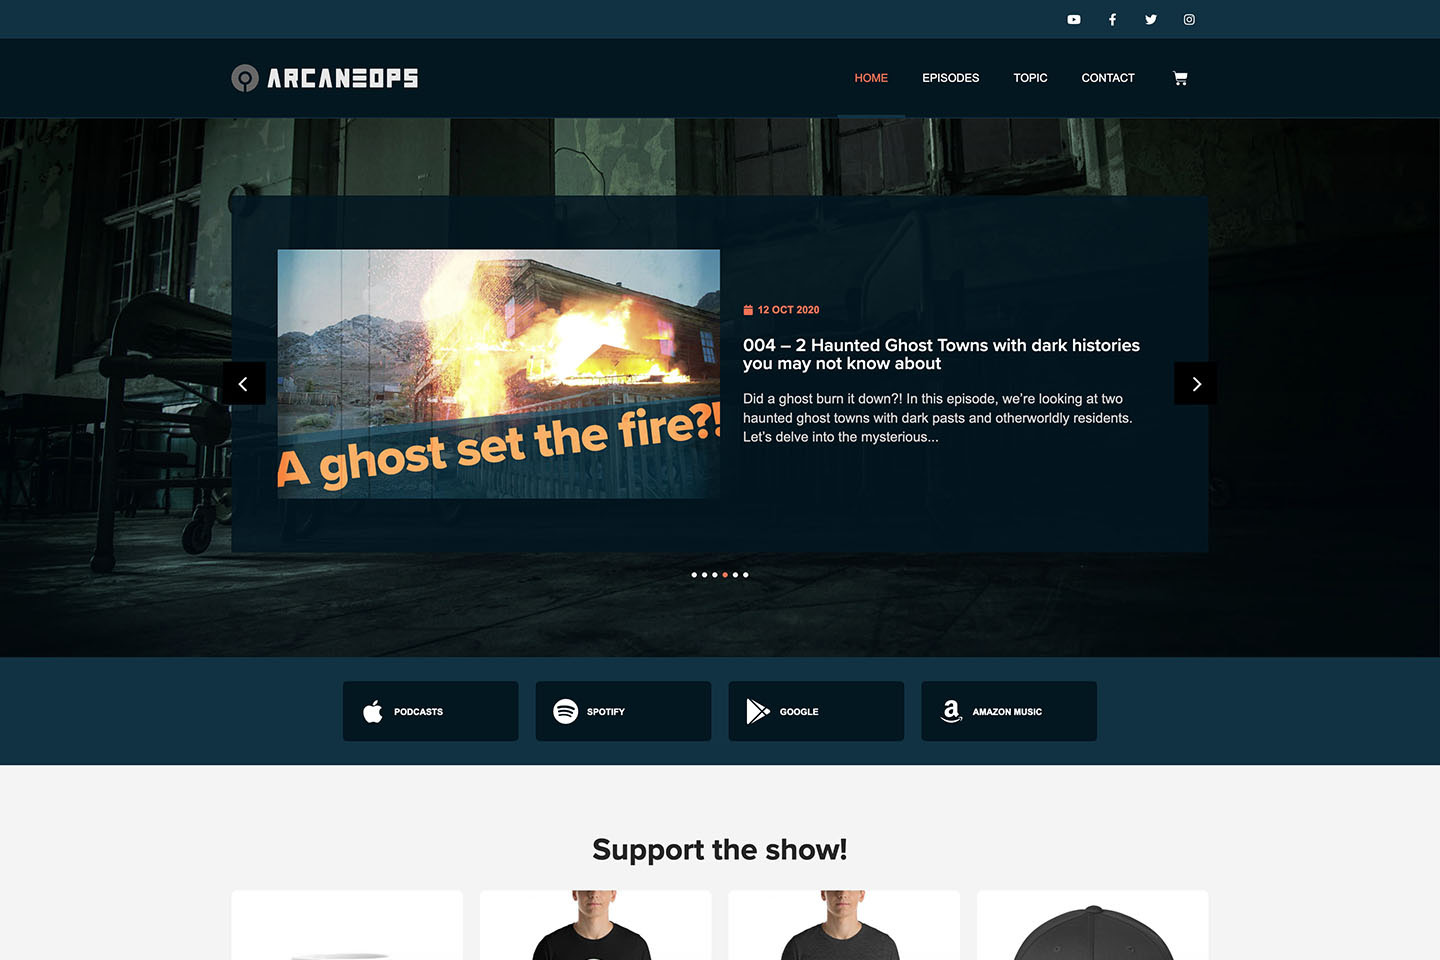 ARCANEOPS
HOME EPISODES TOPIC CONTACT
A ghost set the fire?!
12 OCT 2020
004 – 2 Haunted Ghost Towns with dark histories
you may not know about
Did a ghost burn it down?! In this episode, we’re looking at two
haunted ghost towns with dark pasts and otherworldly residents.
Let’s delve into the mysterious...
PODCASTS SPOTIFY GOOGLE AMAZON MUSIC
Support the show!